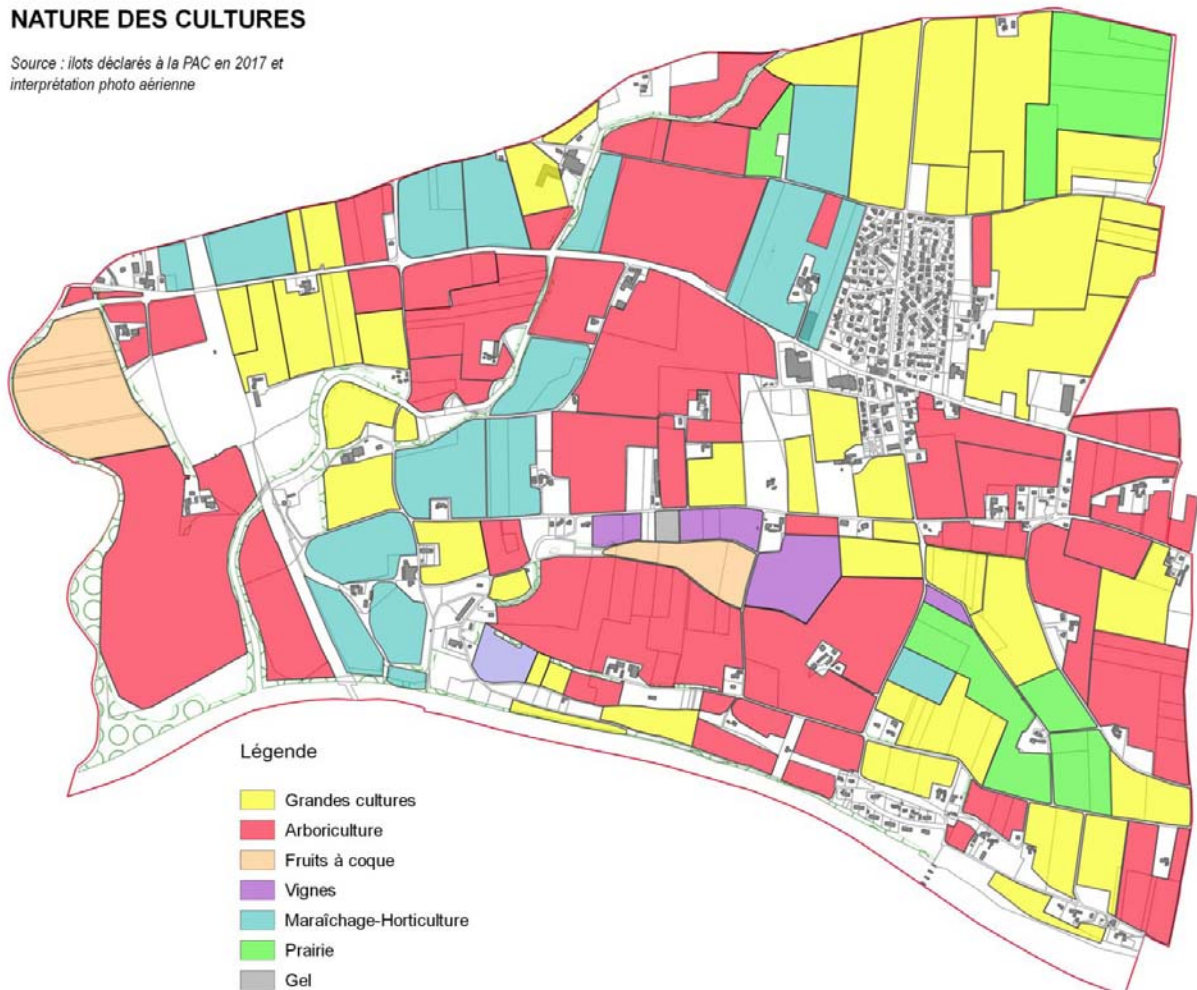 NATURE DES CULTURES
Source : ilots déclarés à la PAC en 2017 et
interprétation photo aérienne
Légende
Grandes cultures
Arboriculture
Fruits à coque
Vignes
Maraîchage-Horticulture
Prairie
Gel